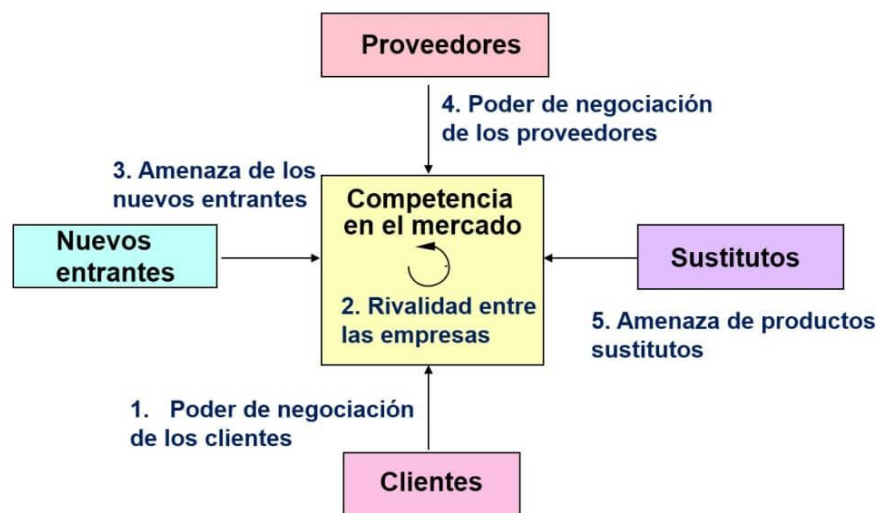 Proveedores
4. Poder de negociación
de los proveedores
3. Amenaza de los
nuevos entrantes
Competencia
en el mercado
Nuevos
entrantes
Sustitutos
2. Rivalidad entre
las empresas
5. Amenaza de productos
sustitutos
1. Poder de negociación
de los clientes
Clientes